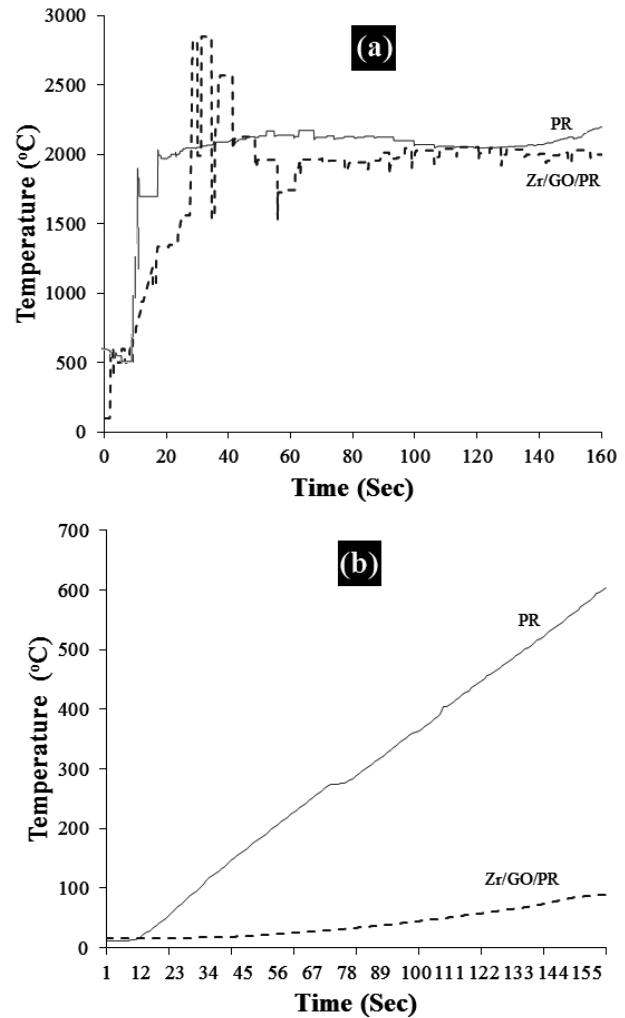 (a)
3000
2500
2000
1500
1000
500
0
Temperature (°C)
PR
Zr/GO/PR
0 20 40 60 80 100 120 140 160
Time (Sec)
(b)
700
600
500
400
300
200
100
0
Temperature (°C)
PR
Zr/GO/PR
1 12 23 34 45 56 67 78 89 100 111 122 133 144 155
Time (Sec)